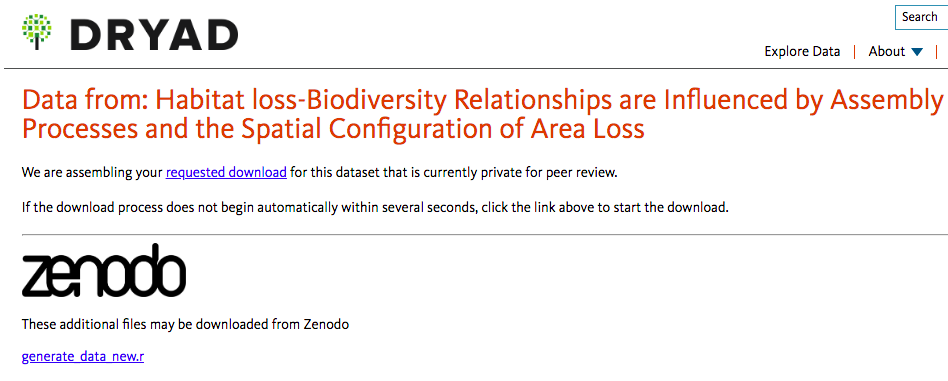 DRYAD
Search
Explore Data | About |
Data from: Habitat loss-Biodiversity Relationships are Influenced by Assembly
Processes and the Spatial Configuration of Area Loss
We are assembling your requested download for this dataset that is currently private for peer review.
If the download process does not begin automatically within several seconds, click the link above to start the download.
zenodo
These additional files may be downloaded from Zenodo
generate_data_new.r